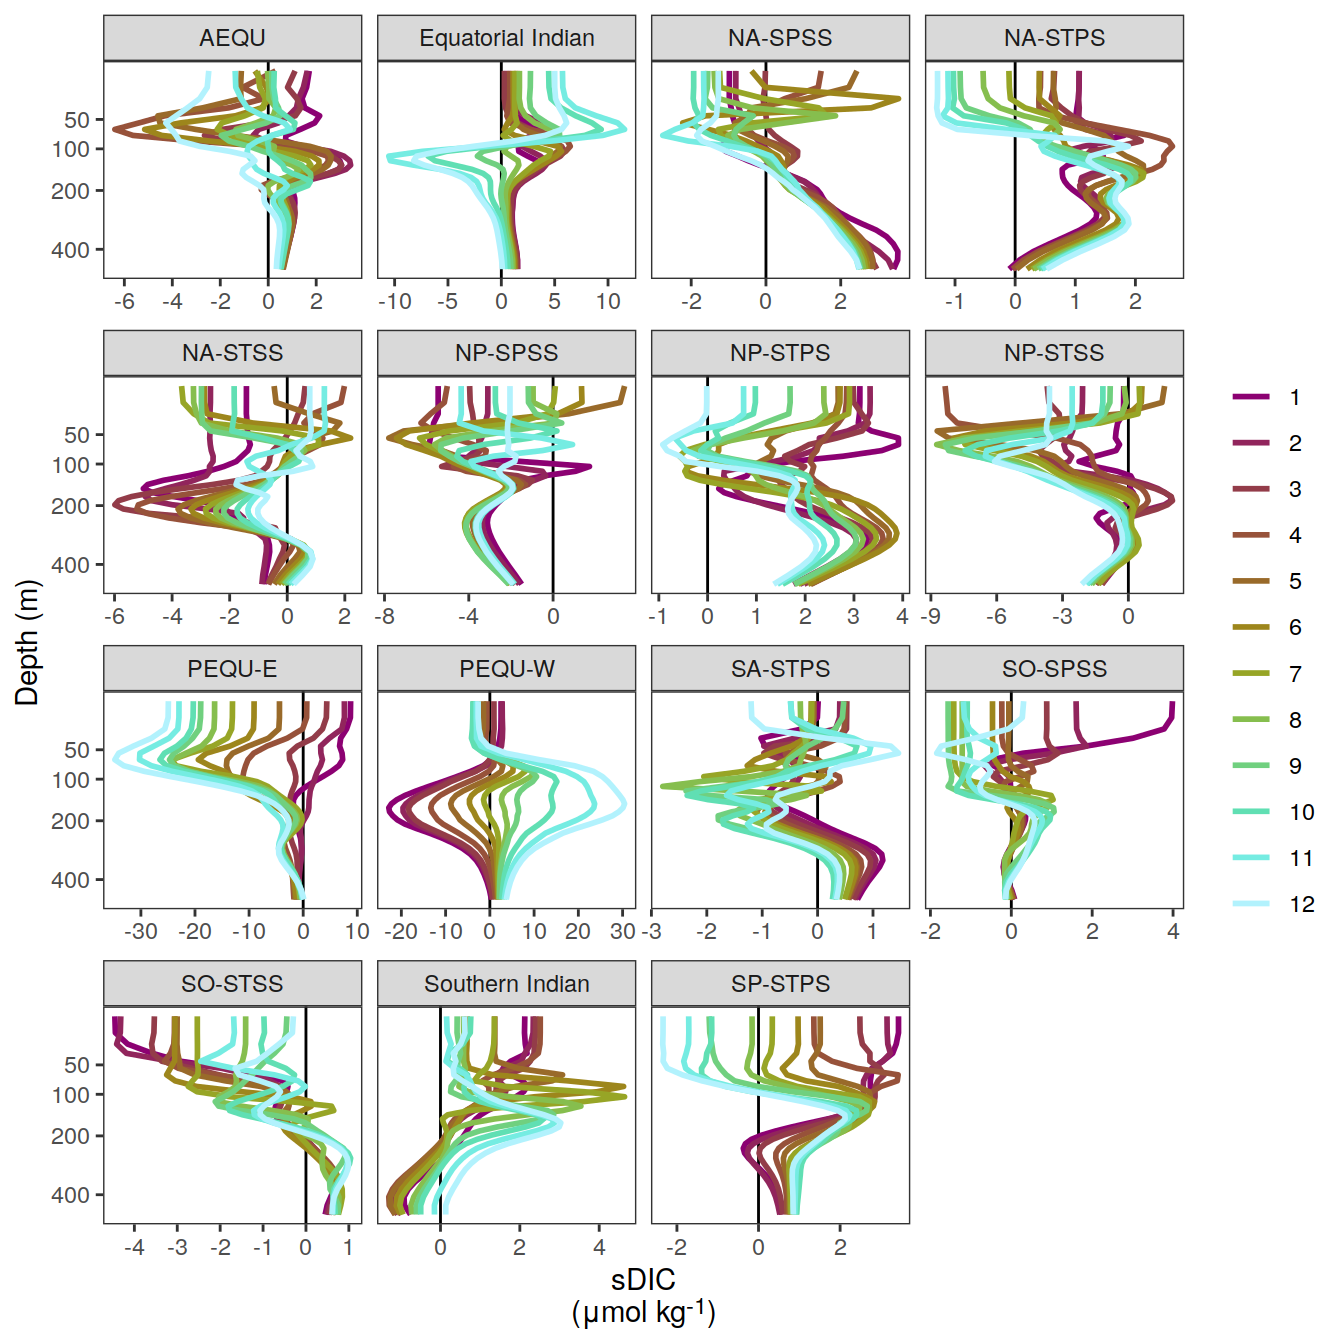 AEQU
Equatorial Indian
NA-SPSS
NA-STPS
50
100
200
400
-6 -4 -2 0 2
-10 -5 0 5 10
-2 0 2
-1 0 1 2
NA-STSS
NP-SPSS
NP-STPS
NP-STSS
50
100
200
400
-6 -4 -2 0 2
-8 -4 0
-1 0 1 2 3 4
-9 -6 -3 0
PEQU-E
PEQU-W
SA-STPS
SO-SPSS
50
100
200
400
-30 -20 -10 0 10
-20 -10 0 10 20 30
-3 -2 -1 0 1
-2 0 2 4
SO-STSS
Southern Indian
SP-STPS
50
100
200
400
-4 -3 -2 -1 0 1
0 2 4
-2 0 2
Depth (m)
sDIC
(µmol kg⁻¹)
1
2
3
4
5
6
7
8
9
10
11
12